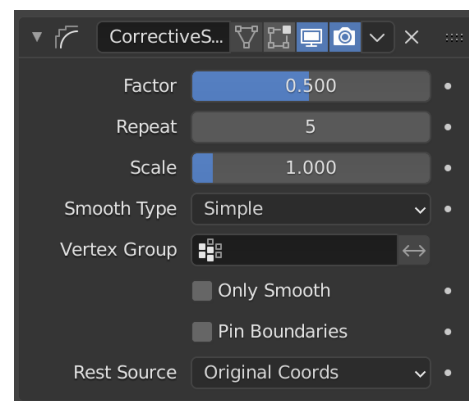 CorrectiveS...
Factor 0.500
Repeat 5
Scale 1.000
Smooth Type Simple
Vertex Group
Only Smooth
Pin Boundaries
Rest Source Original Coords